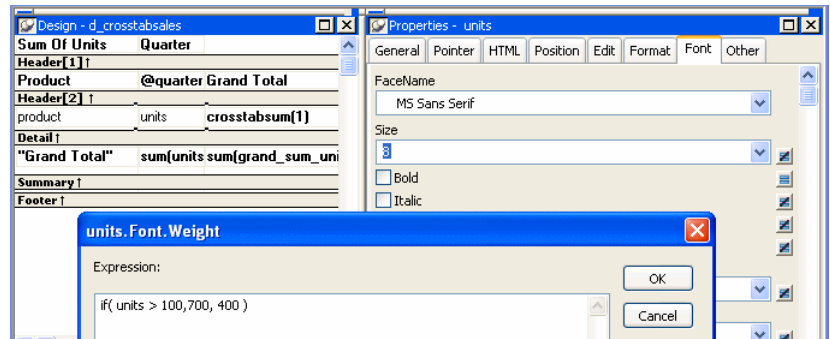 Design - d_crosstabsales
Sum Of Units Quarter
Header[1]↑
Product @quarter Grand Total
Header[2] ↑
product units crosstabsum(1)
Detail ↑
"Grand Total" sum(units sum(grand_sum_uni
Summary ↑
Footer ↑
Properties - units
General Pointer HTML Position Edit Format Font Other
FaceName
MS Sans Serif
Size
8
Bold
Italic
units.Font.Weight
Expression:
if( units > 100,700, 400 )
OK
Cancel